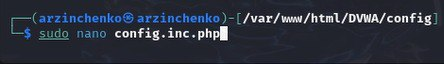 ┌──(arzinchenko㉿arzinchenko)-[/var/www/html/DVWA/config]
└─$ sudo nano config.inc.php